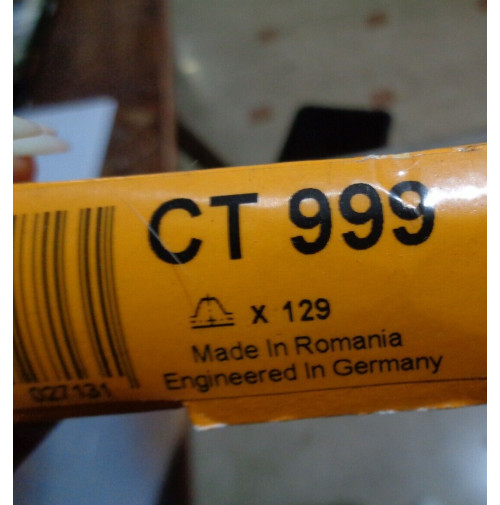 CT 999
X 129
Made In Romania
Engineered In Germany
027131